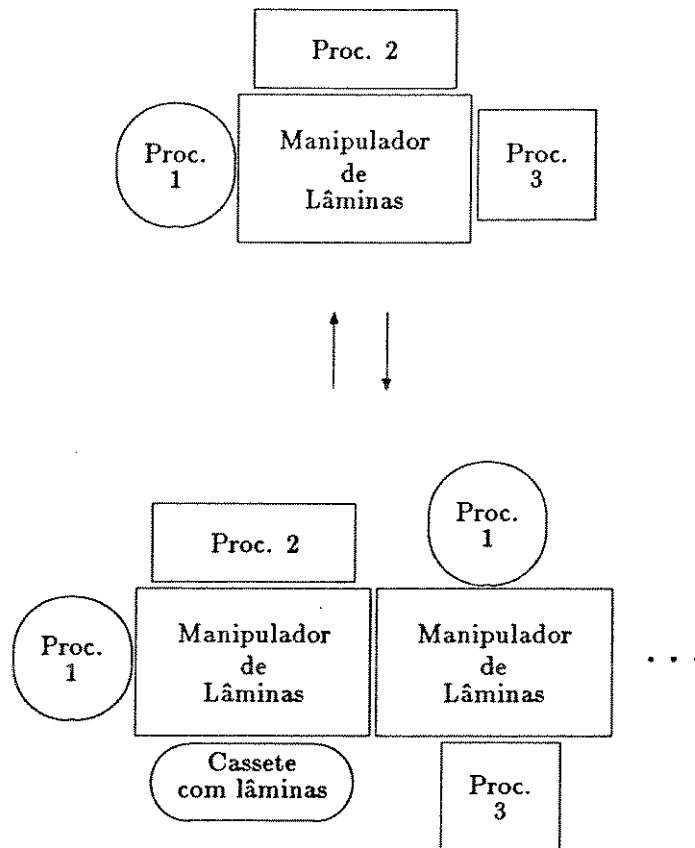 Proc. 2
Proc.
1
Manipulador
de
Lâminas
Proc.
3
Proc.
1
Proc. 2
Proc.
1
Manipulador
de
Lâminas
Manipulador
de
Lâminas
. . .
Cassete
com lâminas
Proc.
3